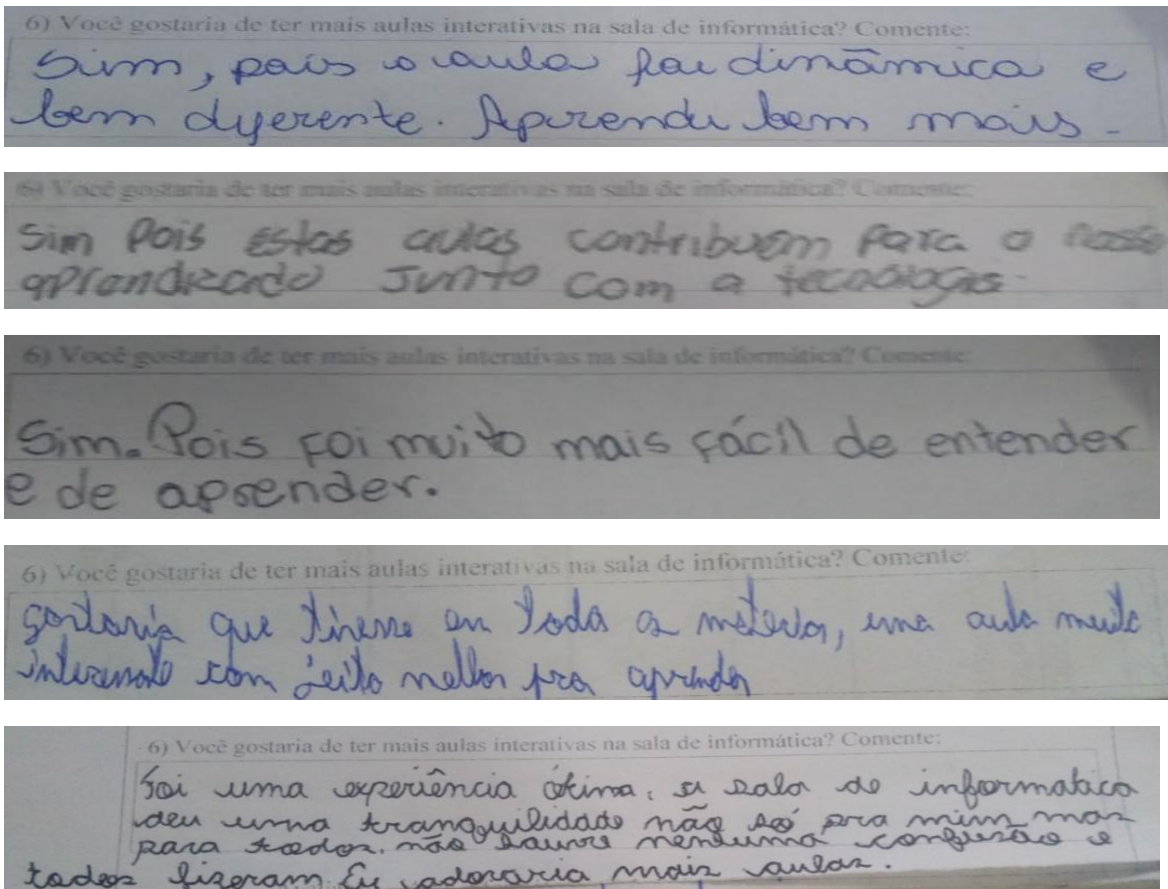 6) Você gostaria de ter mais aulas interativas na sala de informática? Comente:
Sim, pois a aula foi dinâmica e
bem diferente. Aprendi bem mais.
6) Você gostaria de ter mais aulas interativas na sala de informática? Comente:
Sim Pois estas aulas contribuem para o nosso
aprendizado Junto com a tecnologia.
6) Você gostaria de ter mais aulas interativas na sala de informática? Comente:
Sim. Pois foi muito mais fácil de entender
e de aprender.
6) Você gostaria de ter mais aulas interativas na sala de informática? Comente:
gostaria que tivesse em toda as materia, uma aula muito
interesante com jeito melhor pra aprender
6) Você gostaria de ter mais aulas interativas na sala de informática? Comente:
Foi uma experiência ótima, a sala de informatica
deu uma tranquilidade não só pra mim mas
para todos. não houve nenhuma confusão e
todos fizeram. Eu adoraria mais aulas.